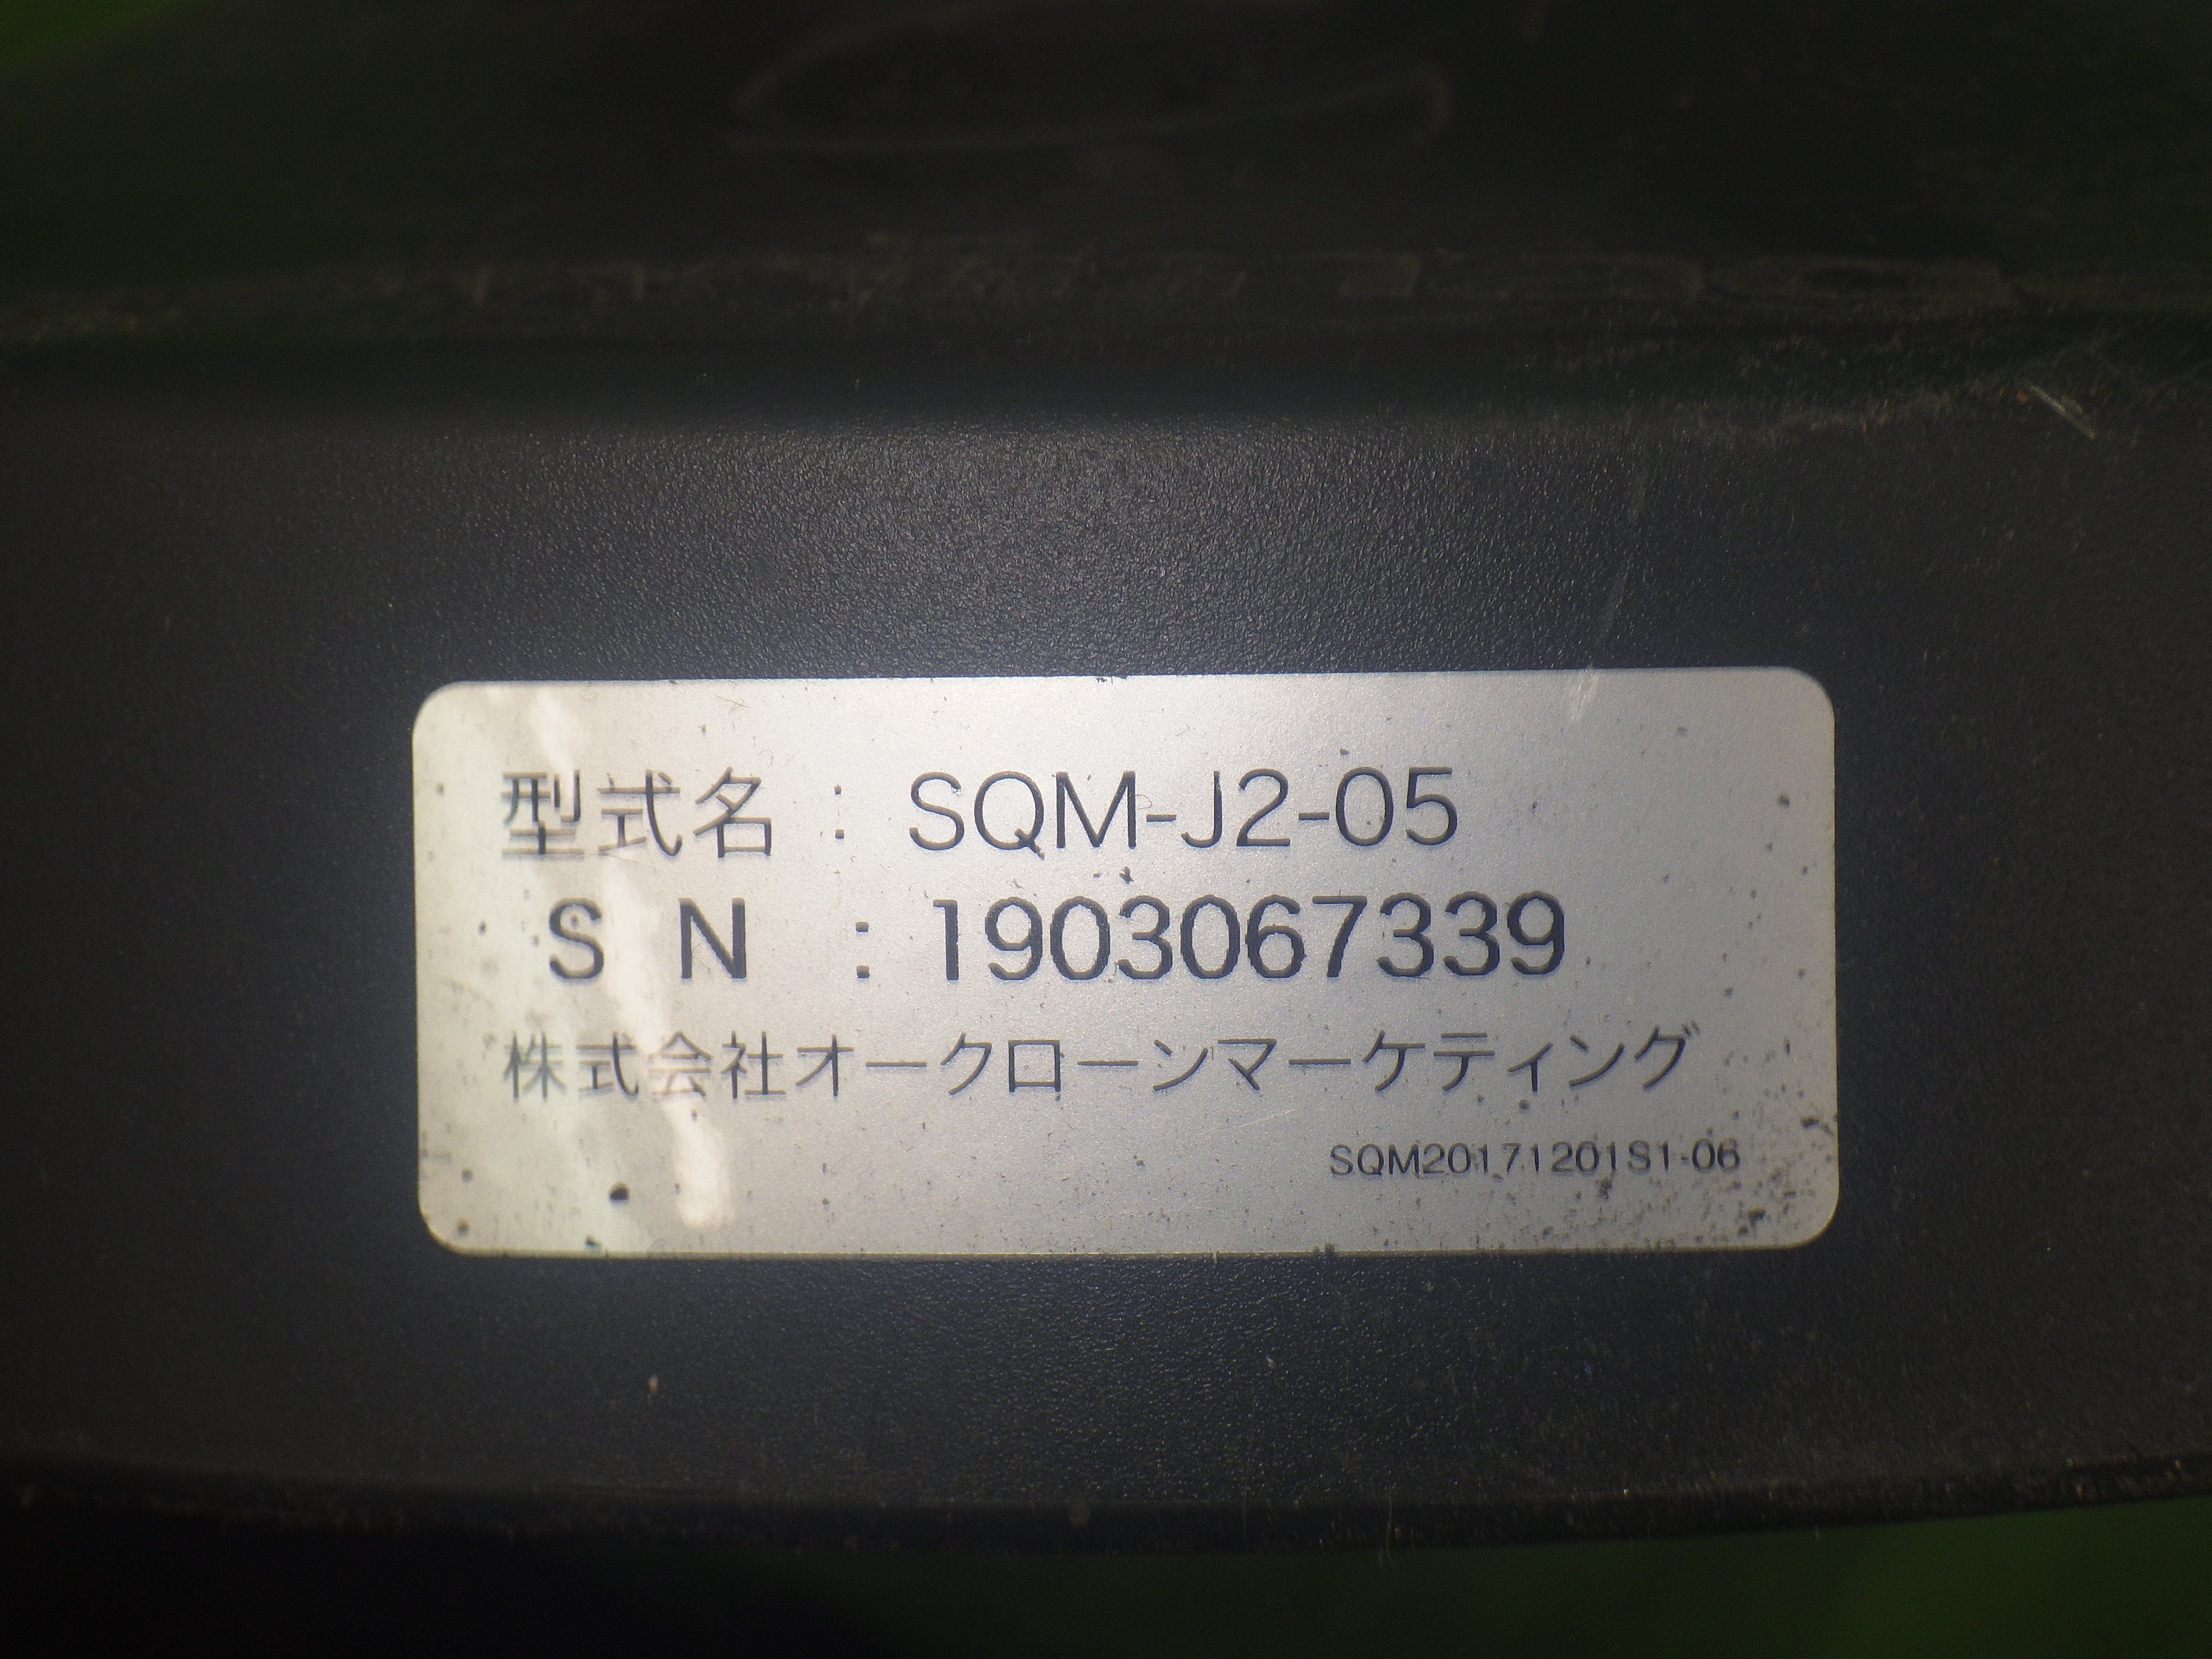 型式名 : SQM-J2-05
S N : 1903067339
株式会社オークローンマーケティング
SQM20171201S1-06